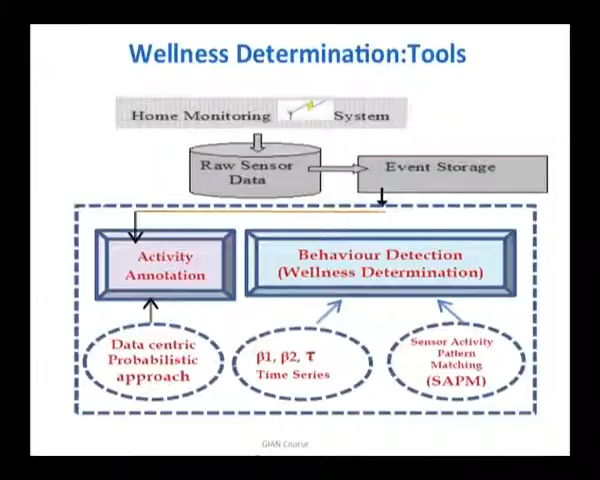 Wellness Determination:Tools
Home Monitoring System
Raw Sensor
Data
Event Storage
Activity
Annotation
Behaviour Detection
(Wellness Determination)
Data centric
Probabilistic
approach
β1, β2, τ
Time Series
Sensor Activity
Pattern
Matching
(SAPM)
GIAN Course